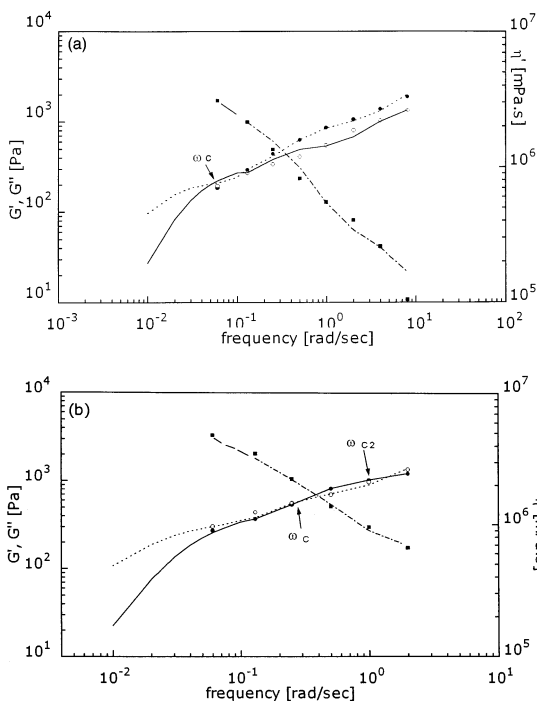 (a)
10⁴
10³
10²
10¹
G', G'' [Pa]
ω c
10⁷
10⁶
10⁵
η' [mPa.s]
10⁻³ 10⁻² 10⁻¹ 10⁰ 10¹ 10²
frequency [rad/sec]
(b)
10⁴
10³
10²
10¹
G', G'' [Pa]
ω c2
ω c
10⁷
10⁶
10⁵
10⁻² 10⁻¹ 10⁰ 10¹
frequency [rad/sec]